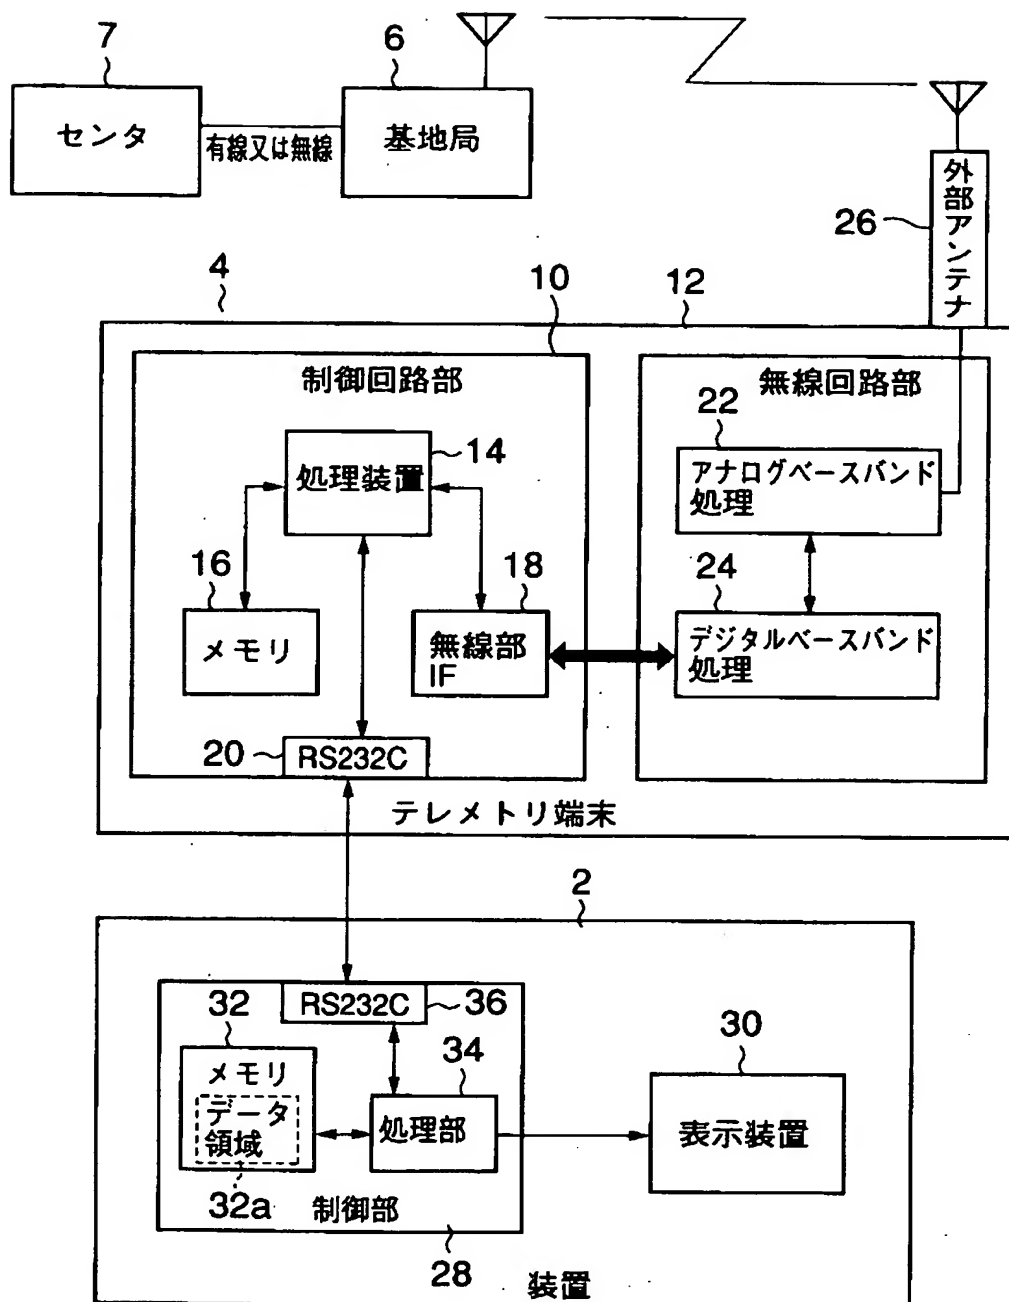 7
6
センタ
有線又は無線
基地局
外部アンテナ
26
4
10
12
制御回路部
無線回路部
処理装置
14
22
アナログベースバンド
処理
16
メモリ
18
無線部
IF
24
デジタルベースバンド
処理
20
RS232C
テレメトリ端末
2
RS232C
36
32
メモリ
データ
領域
32a
34
処理部
30
表示装置
制御部
28
装置